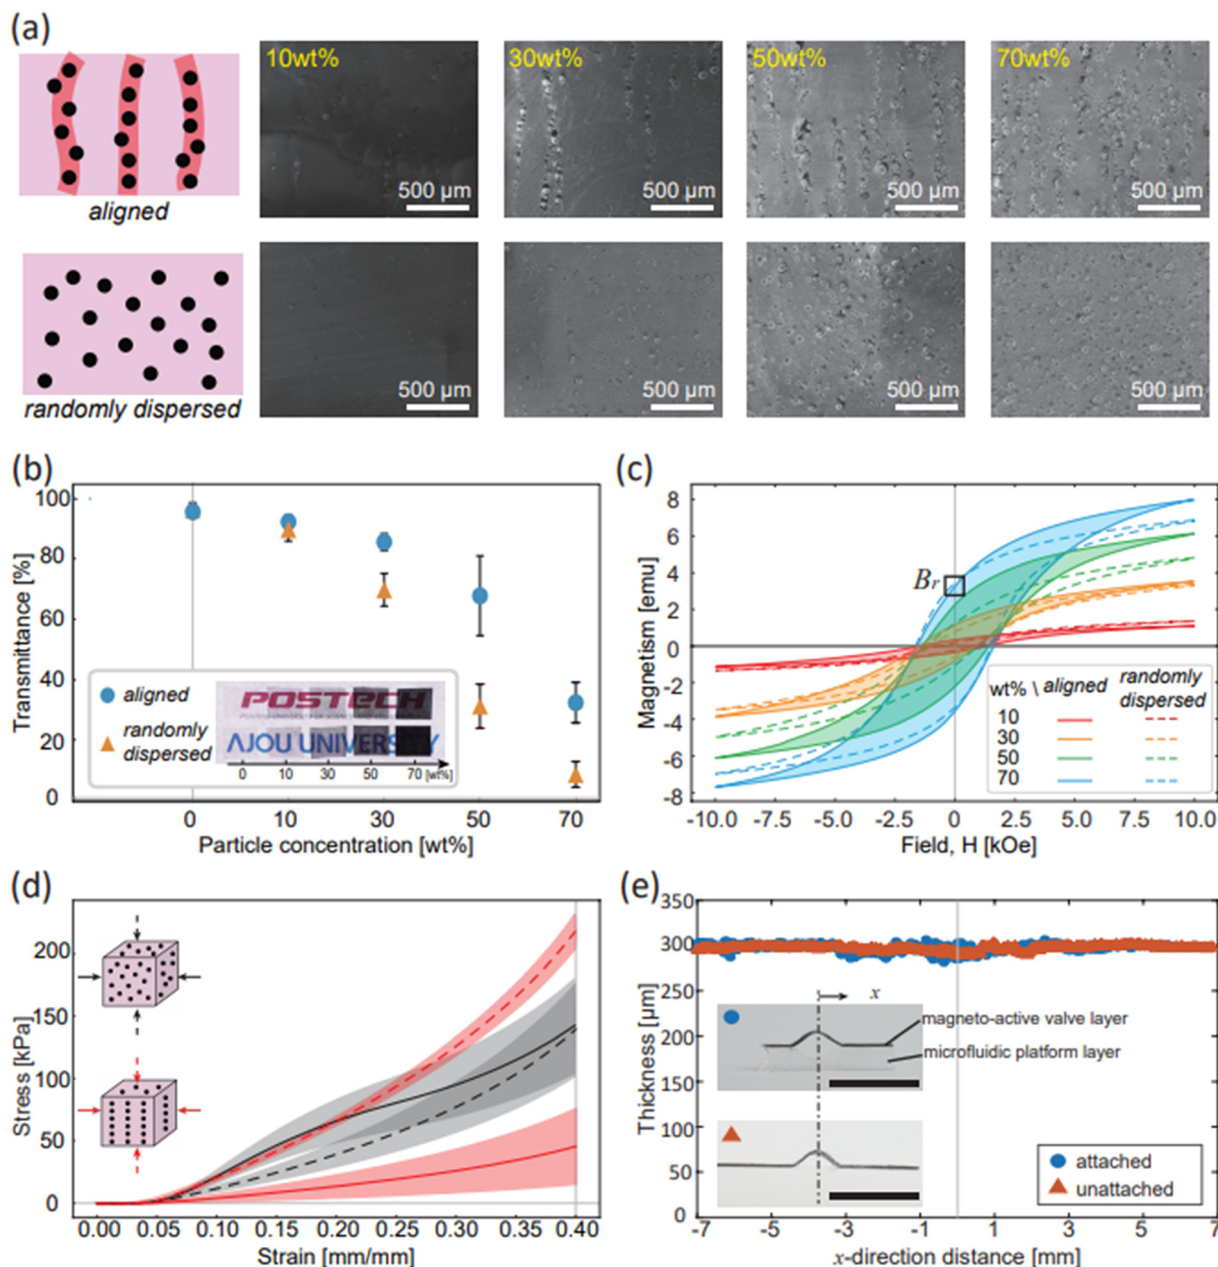 (a)
10wt%
30wt%
50wt%
70wt%
500 µm
500 µm
500 µm
500 µm
aligned
500 µm
500 µm
500 µm
500 µm
randomly dispersed
(b)
100
80
60
40
20
0
Transmittance [%]
aligned
randomly
dispersed
POSTECH
AJOU UNIVERSITY
0 10 30 50 70 [wt%]
0 10 30 50 70
Particle concentration [wt%]
(c)
8
6
4
2
0
-2
-4
-6
-8
Magnetism [emu]
Br
wt% \ aligned randomly
dispersed
10
30
50
70
-10.0 -7.5 -5.0 -2.5 0 2.5 5.0 7.5 10.0
Field, H [kOe]
(d)
200
150
100
50
0
Stress [kPa]
0.00 0.05 0.10 0.15 0.20 0.25 0.30 0.35 0.40
Strain [mm/mm]
(e)
350
300
250
200
150
100
50
0
Thickness [µm]
x
magneto-active valve layer
microfluidic platform layer
attached
unattached
-7 -5 -3 -1 1 3 5 7
x-direction distance [mm]